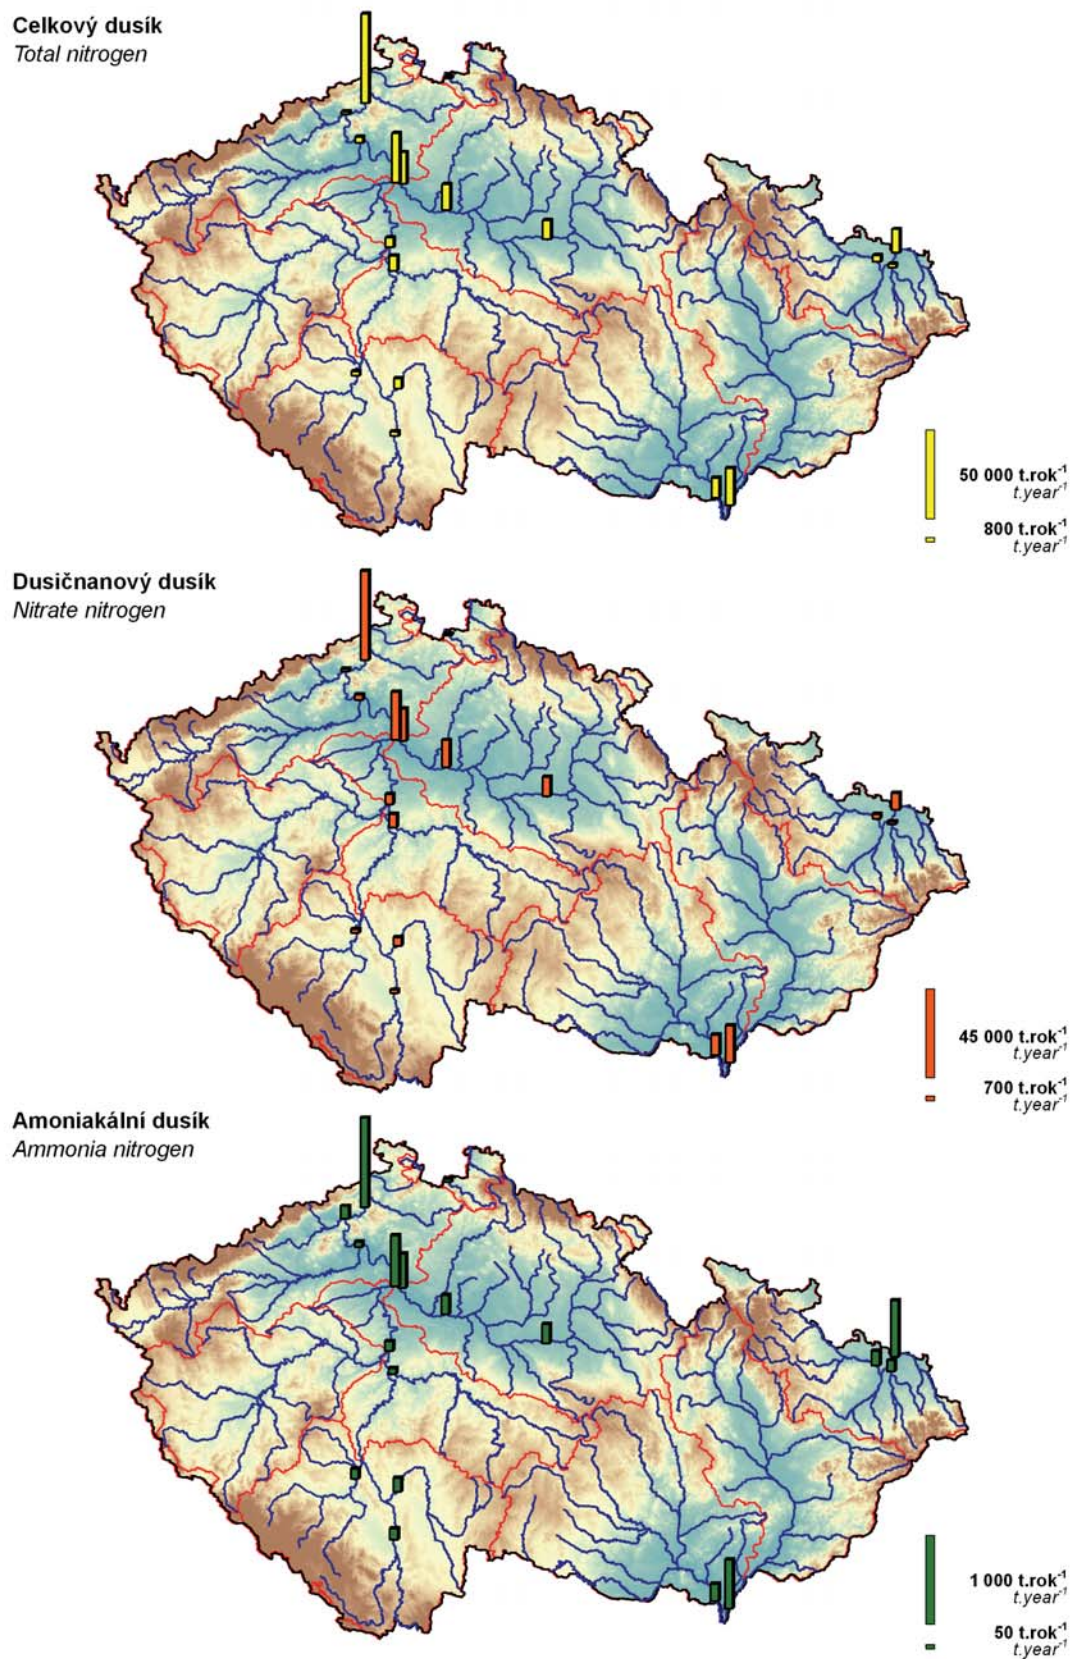 Celkový dusík
Total nitrogen
50 000 t.rok⁻¹
t.year⁻¹
800 t.rok⁻¹
t.year⁻¹
Dusičnanový dusík
Nitrate nitrogen
45 000 t.rok⁻¹
t.year⁻¹
700 t.rok⁻¹
t.year⁻¹
Amoniakální dusík
Ammonia nitrogen
1 000 t.rok⁻¹
t.year⁻¹
50 t.rok⁻¹
t.year⁻¹